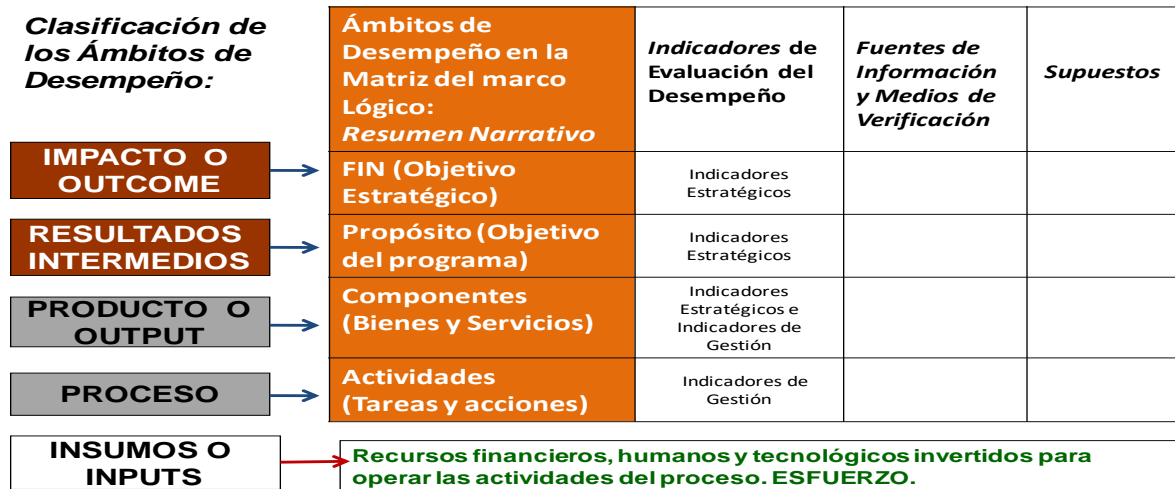 Clasificación de
los Ámbitos de
Desempeño:
Ámbitos de
Desempeño en la
Matriz del marco
Lógico:
Resumen Narrativo
Indicadores de
Evaluación del
Desempeño
Fuentes de
Información
y Medios de
Verificación
Supuestos
IMPACTO O
OUTCOME
FIN (Objetivo
Estratégico)
Indicadores
Estratégicos
RESULTADOS
INTERMEDIOS
Propósito (Objetivo
del programa)
Indicadores
Estratégicos
PRODUCTO O
OUTPUT
Componentes
(Bienes y Servicios)
Indicadores
Estratégicos e
Indicadores de
Gestión
PROCESO
Actividades
(Tareas y acciones)
Indicadores de
Gestión
INSUMOS O
INPUTS
Recursos financieros, humanos y tecnológicos invertidos para
operar las actividades del proceso. ESFUERZO.